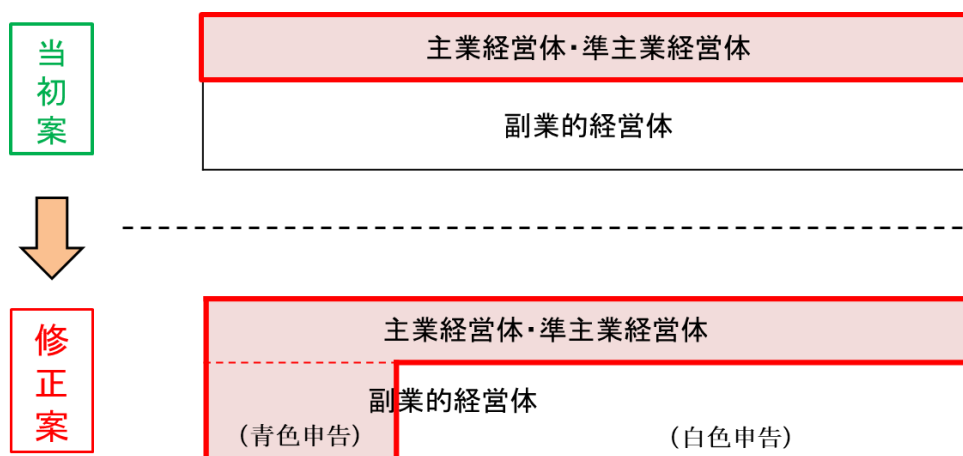 当初案
主業経営体・準主業経営体
副業的経営体
修正案
主業経営体・準主業経営体
副業的経営体
(青色申告)
(白色申告)